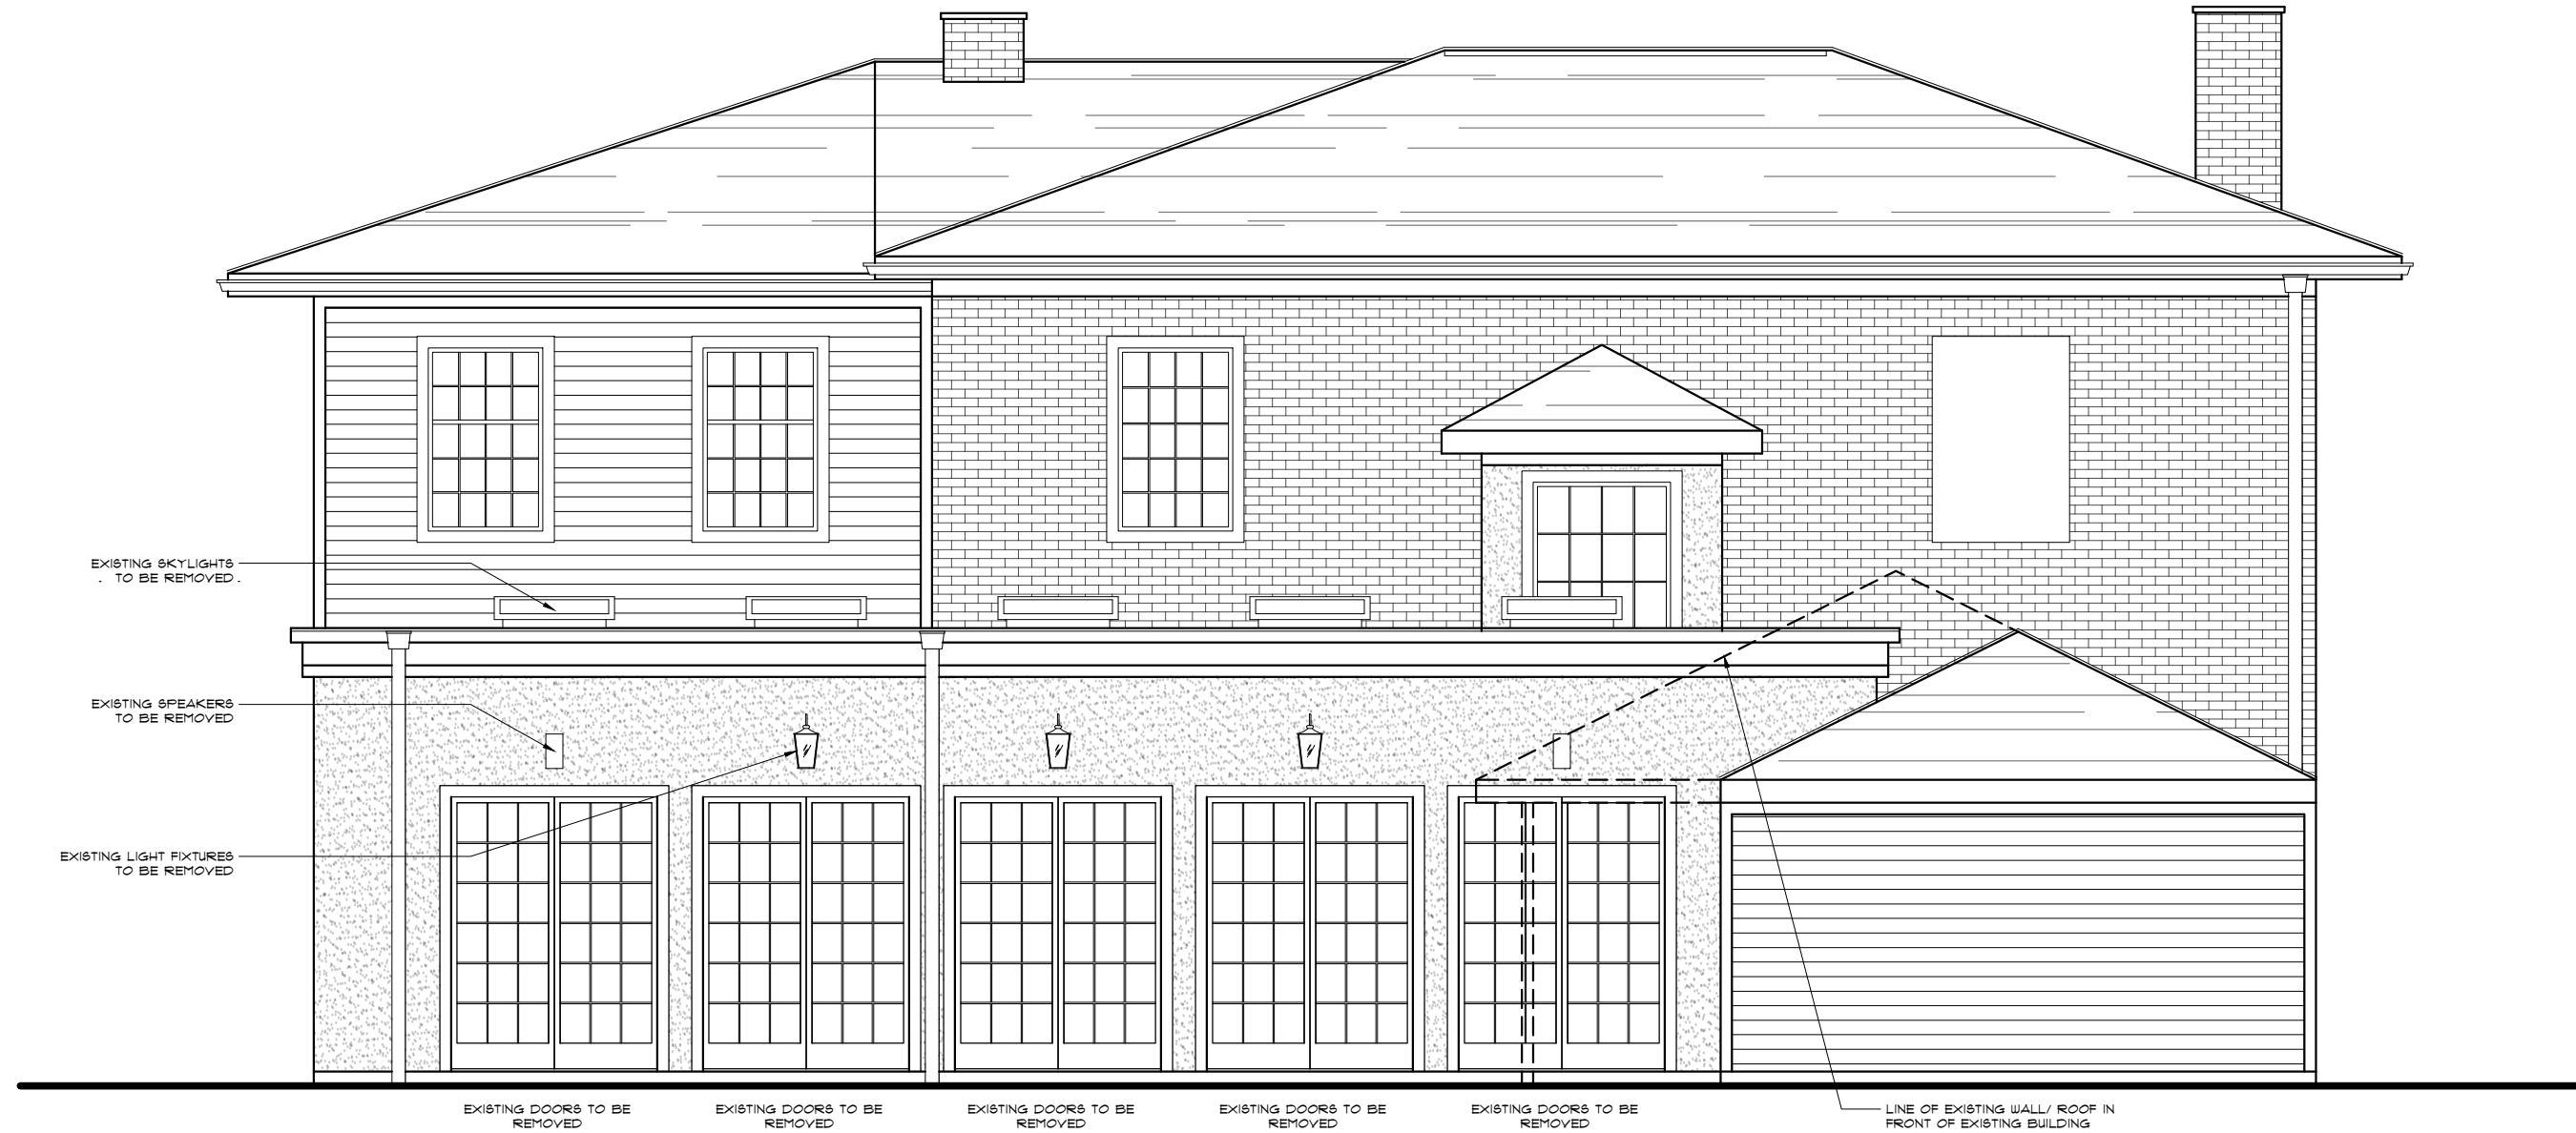 EXISTING SKYLIGHTS
. TO BE REMOVED.
EXISTING SPEAKERS
TO BE REMOVED
EXISTING LIGHT FIXTURES
TO BE REMOVED
EXISTING DOORS TO BE
REMOVED
EXISTING DOORS TO BE
REMOVED
EXISTING DOORS TO BE
REMOVED
EXISTING DOORS TO BE
REMOVED
EXISTING DOORS TO BE
REMOVED
LINE OF EXISTING WALL/ ROOF IN
FRONT OF EXISTING BUILDING